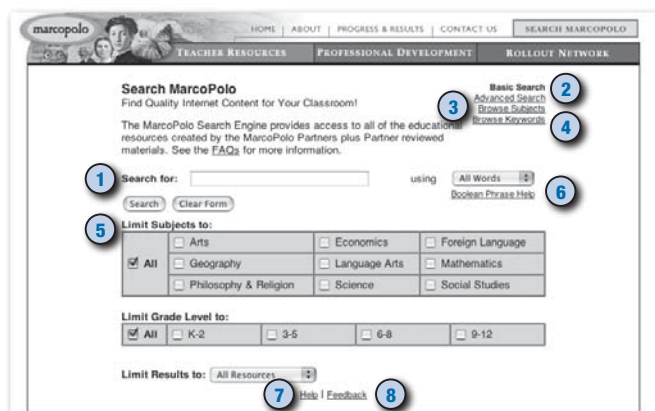 marcopolo
HOME | ABOUT | PROGRESS & RESULTS | CONTACT US
SEARCH MARCOPOLO
TEACHER RESOURCES
PROFESSIONAL DEVELOPMENT
ROLLOUT NETWORK
Search MarcoPolo
Find Quality Internet Content for Your Classroom!
Basic Search
2
Advanced Search
3
Browse Subjects
Browse Keywords
4
The MarcoPolo Search Engine provides access to all of the educational
resources created by the MarcoPolo Partners plus Partner reviewed
materials. See the FAQs for more information.
1
Search for:
using
All Words
Boolean Phrase Help
6
Search
Clear Form
5
Limit Subjects to:
All
Arts
Economics
Foreign Language
Geography
Language Arts
Mathematics
Philosophy & Religion
Science
Social Studies
Limit Grade Level to:
All
K-2
3-5
6-8
9-12
Limit Results to:
All Resources
7
Help | Feedback
8